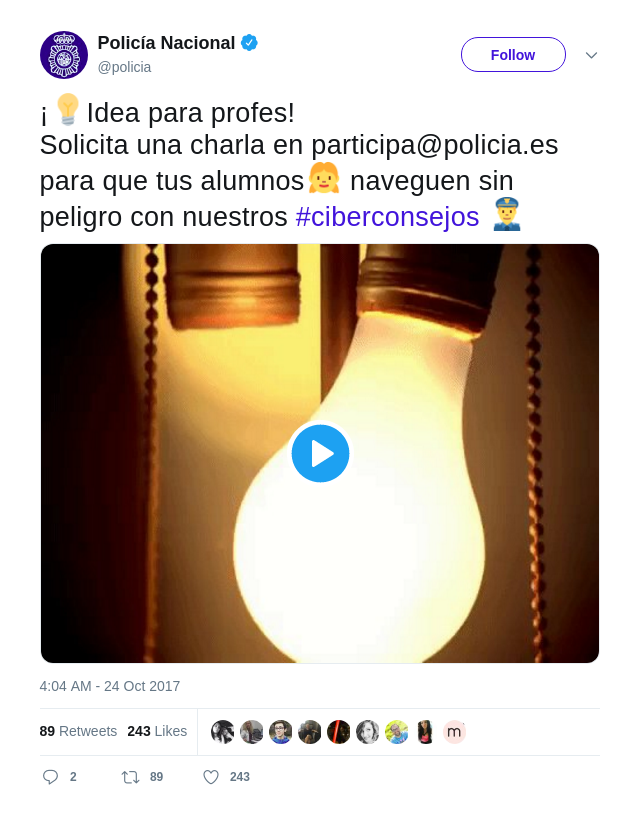 Policía Nacional
@policia
Follow
¡💡Idea para profes!
Solicita una charla en participa@policia.es
para que tus alumnos👧 naveguen sin
peligro con nuestros #ciberconsejos 👮
4:04 AM - 24 Oct 2017
89 Retweets 243 Likes
m
2 89 243